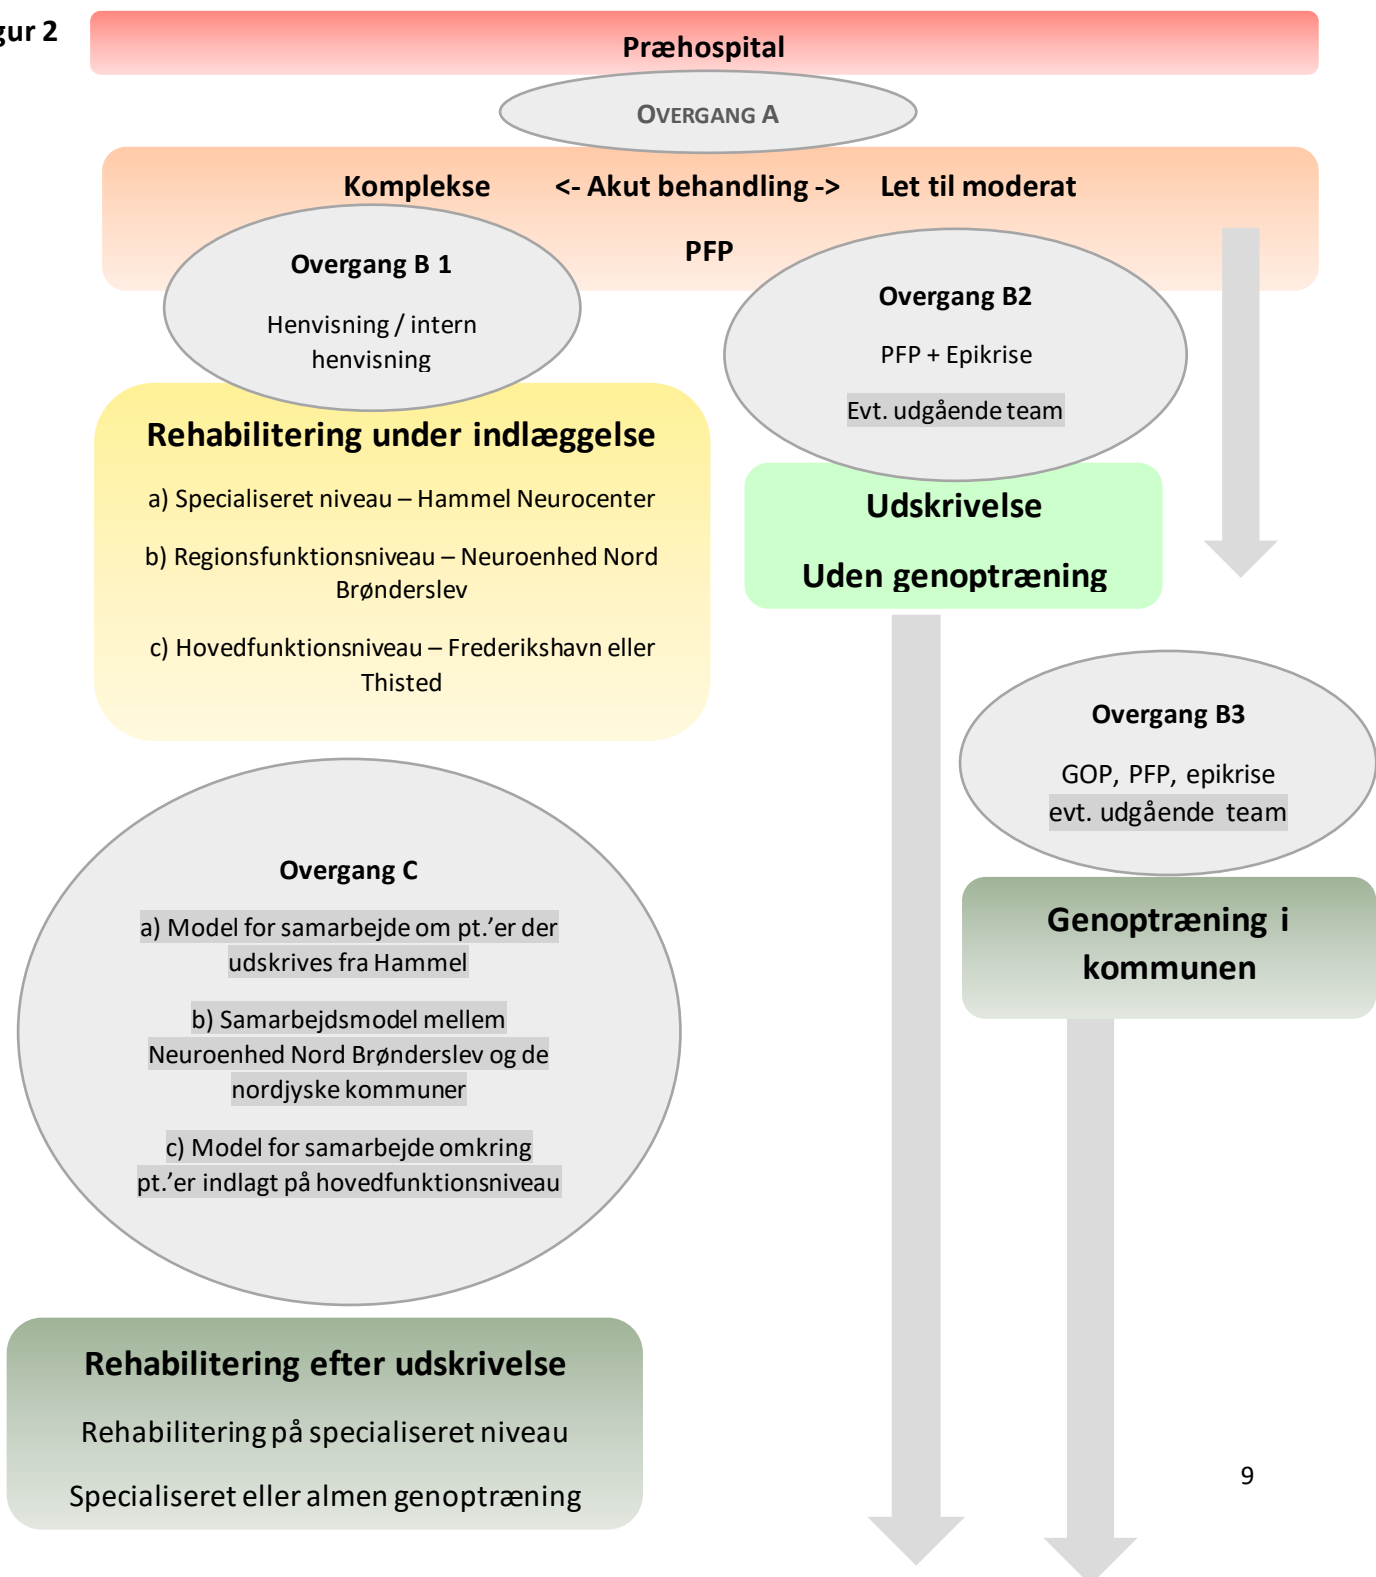 gur 2
Præhospital
OVERGANG A
Komplekse <- Akut behandling -> Let til moderat
PFP
Overgang B 1
Henvisning / intern
henvisning
Overgang B2
PFP + Epikrise
Evt. udgående team
Rehabilitering under indlæggelse
a) Specialiseret niveau – Hammel Neurocenter
b) Regionsfunktionsniveau – Neuroenhed Nord
Brønderslev
c) Hovedfunktionsniveau – Frederikshavn eller
Thisted
Udskrivelse
Uden genoptræning
Overgang B3
GOP, PFP, epikrise
evt. udgående team
Genoptræning i
kommunen
Overgang C
a) Model for samarbejde om pt.’er der
udskrives fra Hammel
b) Samarbejdsmodel mellem
Neuroenhed Nord Brønderslev og de
nordjyske kommuner
c) Model for samarbejde omkring
pt.’er indlagt på hovedfunktionsniveau
Rehabilitering efter udskrivelse
Rehabilitering på specialiseret niveau
Specialiseret eller almen genoptræning
9